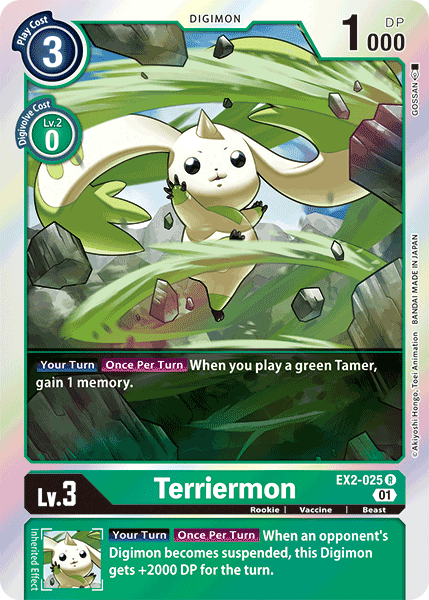 Play Cost
3
DIGIMON
DP
1000
Digivolve Cost
Lv.2
0
GOSSAN
©Akiyoshi Hongo, Toei Animation BANDAI MADE IN JAPAN
Your Turn Once Per Turn When you play a green Tamer,
gain 1 memory.
Lv.3
Terriermon
EX2-025 R
01
Rookie | Vaccine | Beast
Inherited Effect
Your Turn Once Per Turn When an opponent's
Digimon becomes suspended, this Digimon
gets +2000 DP for the turn.